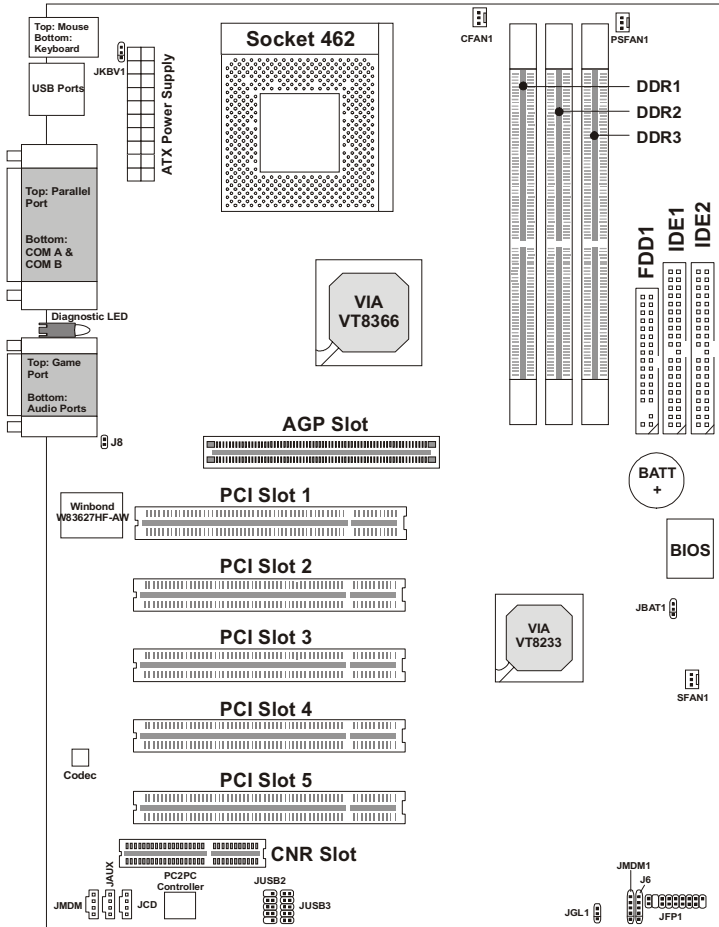 Top: Mouse
Bottom:
Keyboard
JKBV1
USB Ports
ATX Power Supply
Socket 462
CFAN1
PSFAN1
DDR1
DDR2
DDR3
Top: Parallel
Port
Bottom:
COM A &
COM B
FDD1
IDE1
IDE2
VIA
VT8366
Diagnostic LED
Top: Game
Port
Bottom:
Audio Ports
J8
AGP Slot
BATT
+
Winbond
W83627HF-AW
PCI Slot 1
BIOS
PCI Slot 2
JBAT1
PCI Slot 3
VIA
VT8233
SFAN1
PCI Slot 4
Codec
PCI Slot 5
CNR Slot
JMDM
JAUX
JCD
PC2PC
Controller
JUSB2
JUSB3
JMDM1
J6
JGL1
JFP1